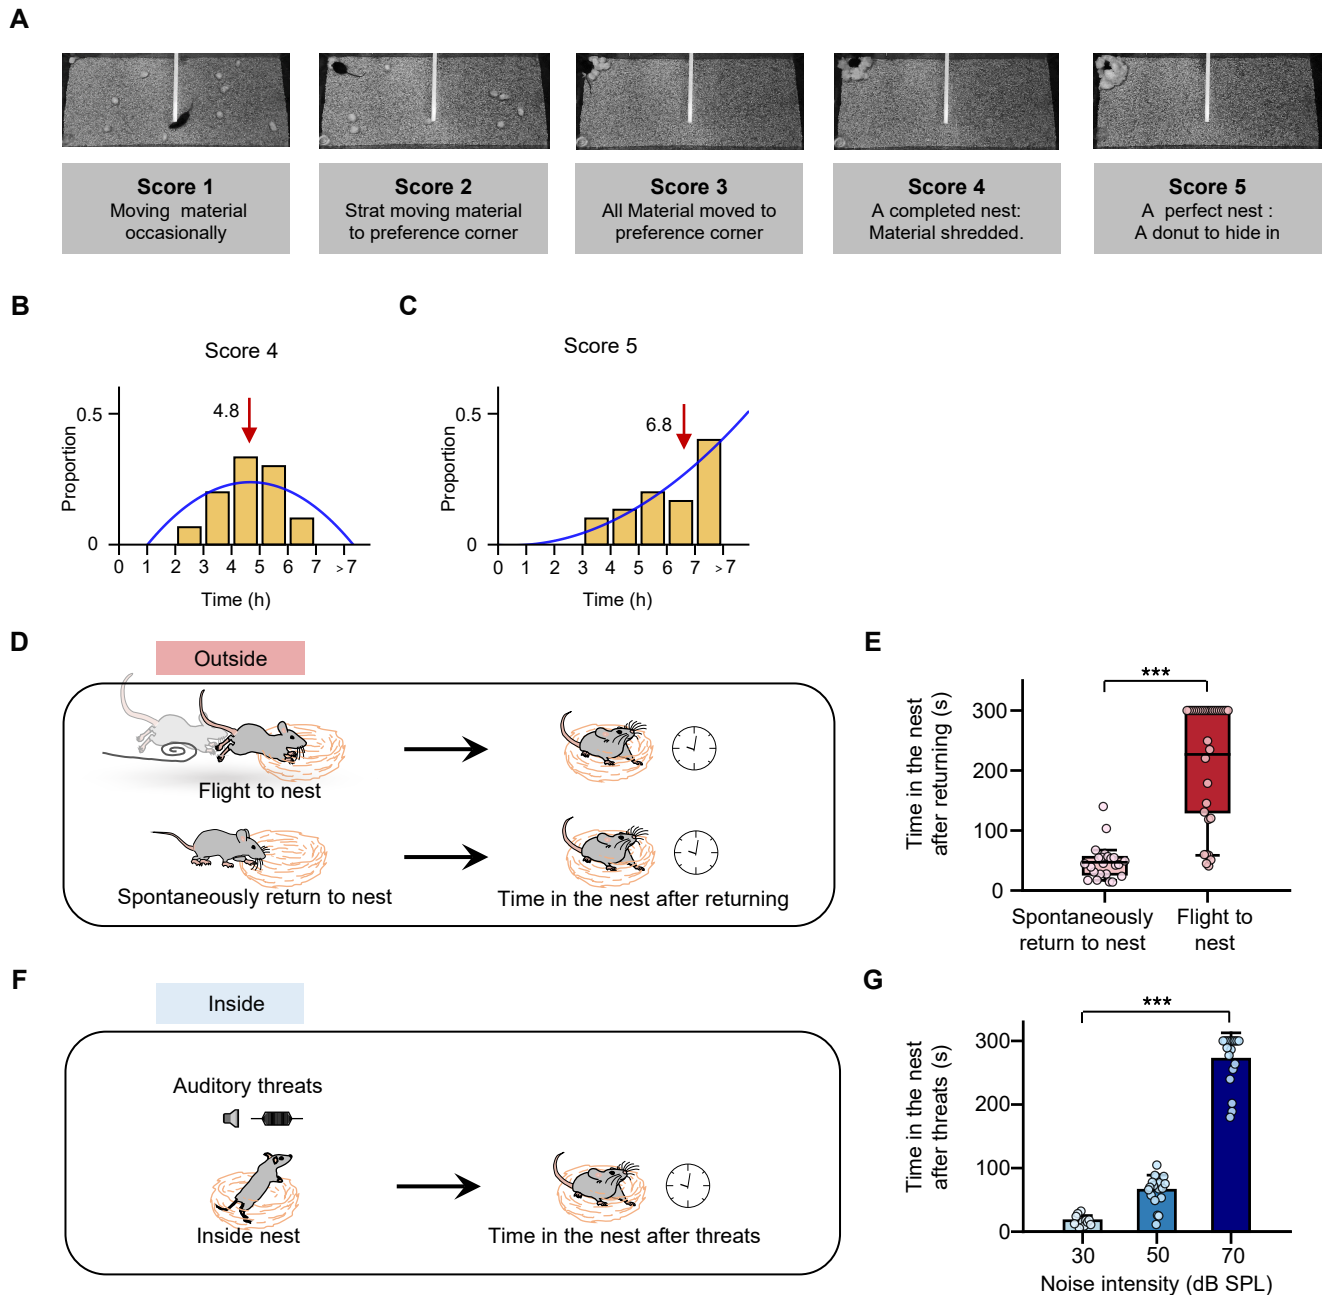 A
Score 1
Moving material
occasionally
Score 2
Strat moving material
to preference corner
Score 3
All Material moved to
preference corner
Score 4
A completed nest:
Material shredded.
Score 5
A perfect nest :
A donut to hide in
B
Score 4
Proportion
0.5
0
4.8
0 1 2 3 4 5 6 7 >7
Time (h)
C
Score 5
Proportion
0.5
0
6.8
0 1 2 3 4 5 6 7 >7
Time (h)
D
Outside
Flight to nest
Spontaneously return to nest
Time in the nest after returning
E
Time in the nest
after returning (s)
300
200
100
0
***
Spontaneously
return to nest
Flight to
nest
F
Inside
Auditory threats
Inside nest
Time in the nest after threats
G
Time in the nest
after threats (s)
300
200
100
0
***
30 50 70
Noise intensity (dB SPL)